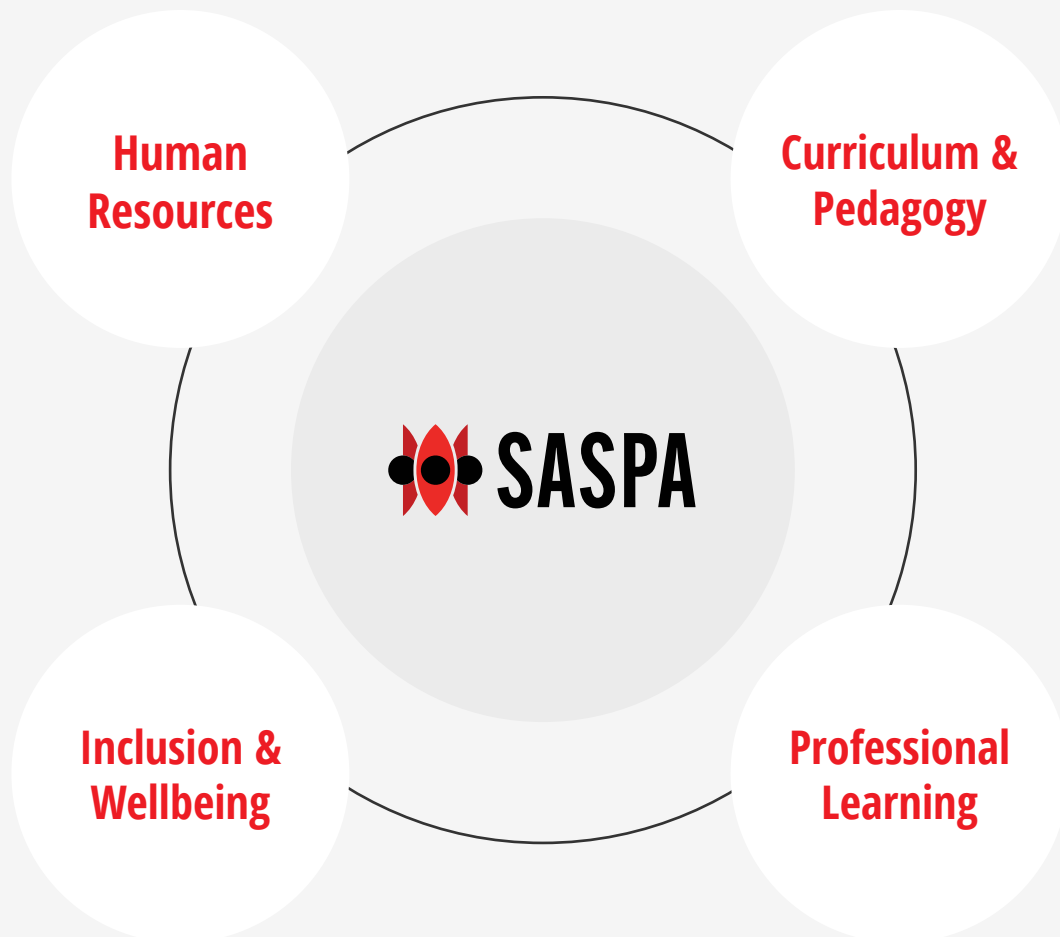 Human
Resources
Curriculum &
Pedagogy
SASPA
Inclusion &
Wellbeing
Professional
Learning